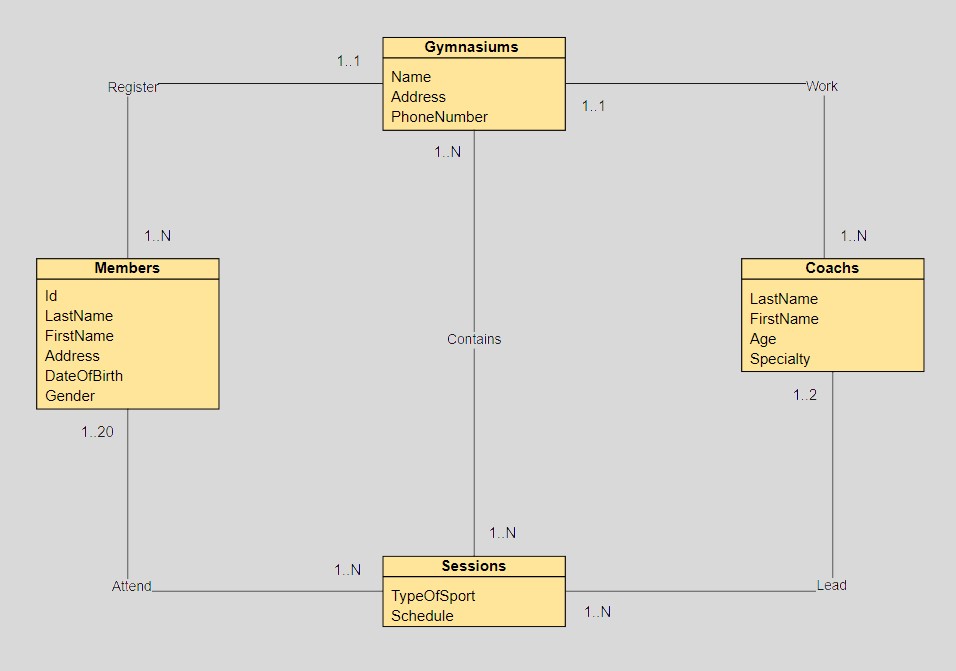 Gymnasiums
1..1
Name
Register
Work
Address
1..1
PhoneNumber
1..N
1..N
1..N
Members
Coachs
Id
LastName
LastName
FirstName
FirstName
Contains
Age
Address
Specialty
DateOfBirth
Gender
1..2
1..20
1..N
Sessions
1..N
Attend
Lead
TypeOfSport
1..N
Schedule